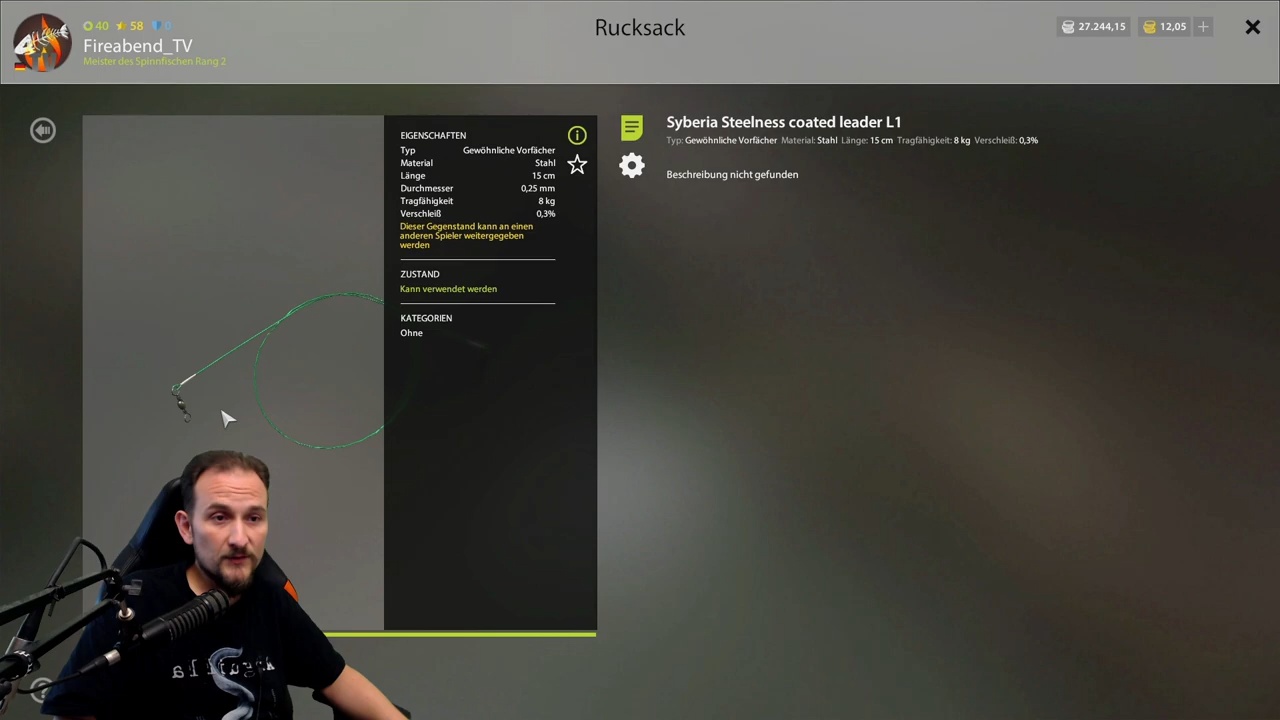 40 58 0
Fireabend_TV
Meister des Spinnfischen Rang 2
Rucksack
27.244,15 12,05 +
EIGENSCHAFTEN
Typ Gewöhnliche Vorfächer
Material Stahl
Länge 15 cm
Durchmesser 0,25 mm
Tragfähigkeit 8 kg
Verschleiß 0,3%
Dieser Gegenstand kann an einen
anderen Spieler weitergegeben
werden
ZUSTAND
Kann verwendet werden
KATEGORIEN
Ohne
Syberia Steelness coated leader L1
Typ: Gewöhnliche Vorfächer Material: Stahl Länge: 15 cm Tragfähigkeit: 8 kg Verschleiß: 0,3%
Beschreibung nicht gefunden